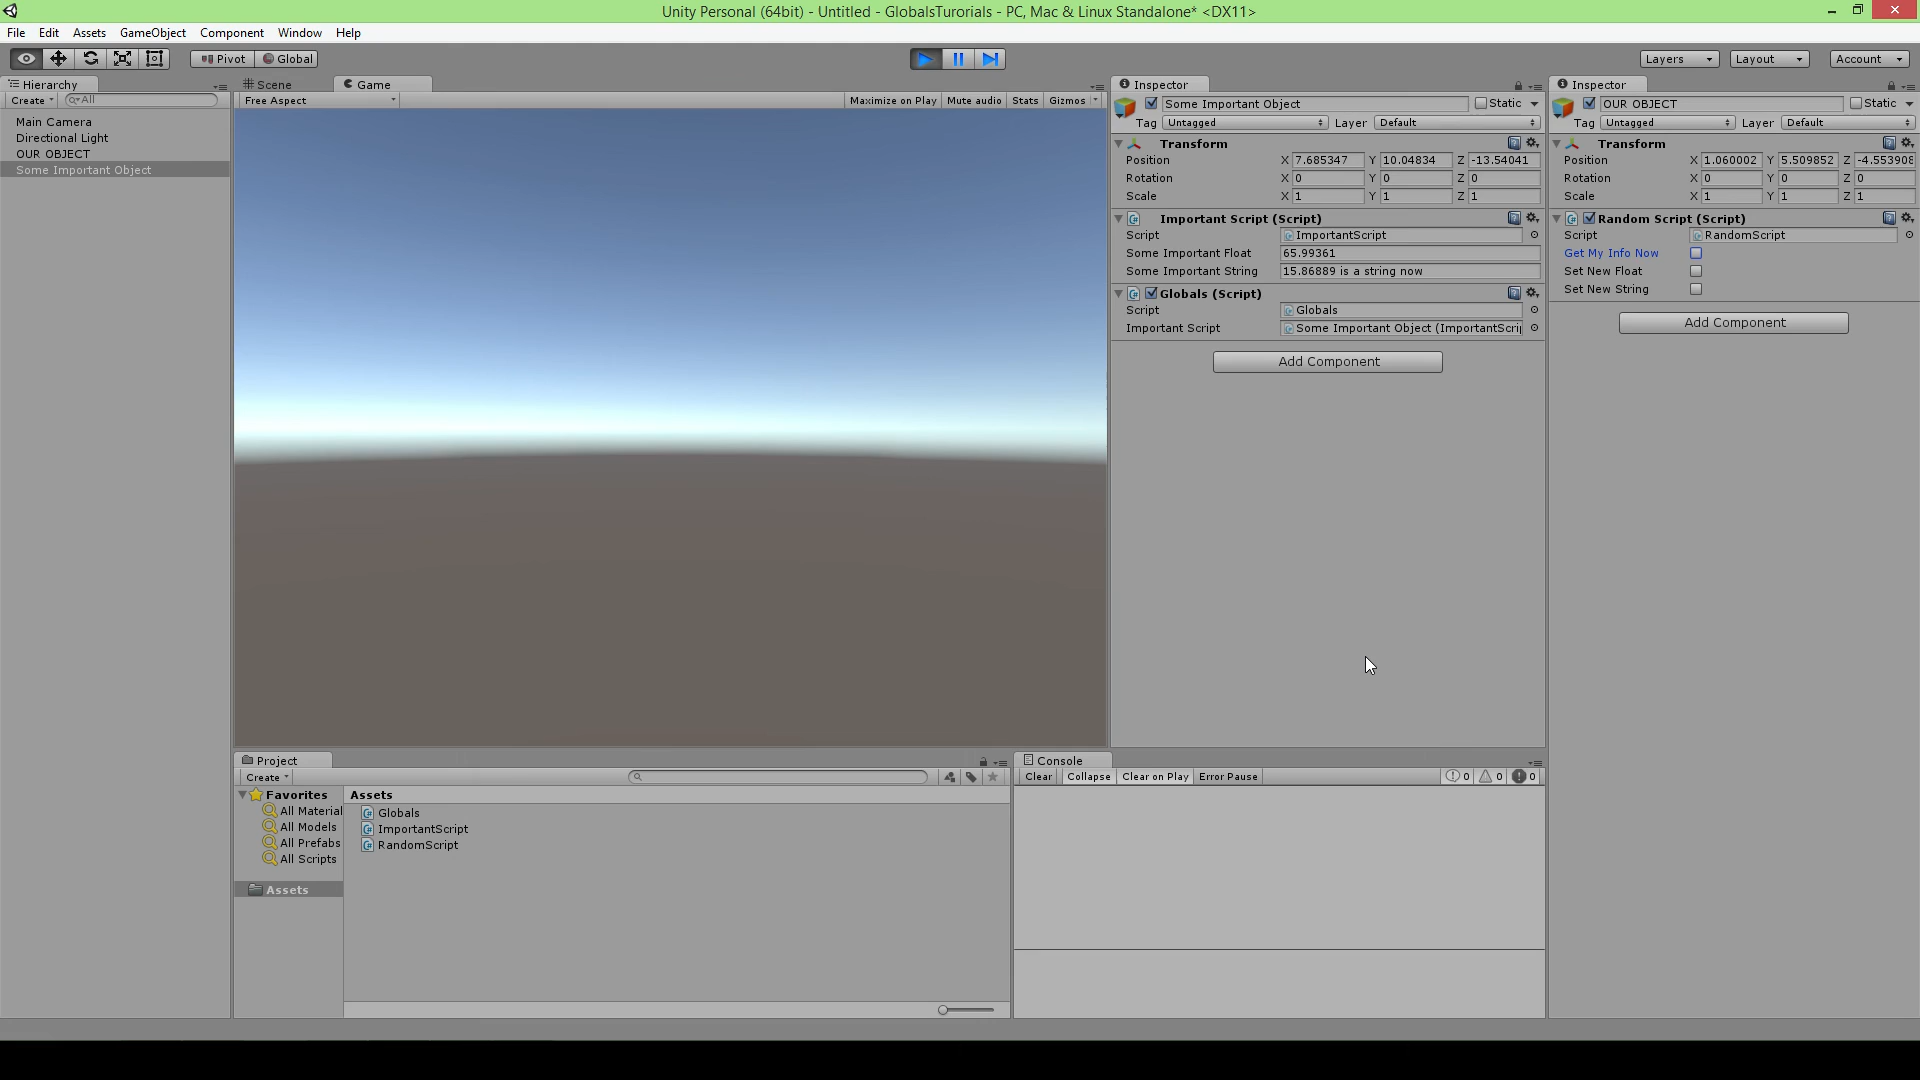 Unity Personal (64bit) - Untitled - GlobalsTurorials - PC, Mac & Linux Standalone* <DX11>
File Edit Assets GameObject Component Window Help
Pivot Global
Layers Layout Account
Hierarchy
Create All
Main Camera
Directional Light
OUR OBJECT
Some Important Object
Scene Game
Free Aspect Maximize on Play Mute audio Stats Gizmos
Inspector
Some Important Object Static
Tag Untagged Layer Default
Transform
Position X 7.685347 Y 10.04834 Z -13.54041
Rotation X 0 Y 0 Z 0
Scale X 1 Y 1 Z 1
Important Script (Script)
Script ImportantScript
Some Important Float 65.99361
Some Important String 15.86889 is a string now
Globals (Script)
Script Globals
Important Script Some Important Object (ImportantScri
Add Component
Inspector
OUR OBJECT Static
Tag Untagged Layer Default
Transform
Position X 1.060002 Y 5.509852 Z -4.553908
Rotation X 0 Y 0 Z 0
Scale X 1 Y 1 Z 1
Random Script (Script)
Script RandomScript
Get My Info Now
Set New Float
Set New String
Add Component
Project
Create
Favorites
All Material
All Models
All Prefabs
All Scripts
Assets
Assets
Globals
ImportantScript
RandomScript
Console
Clear Collapse Clear on Play Error Pause 0 0 0